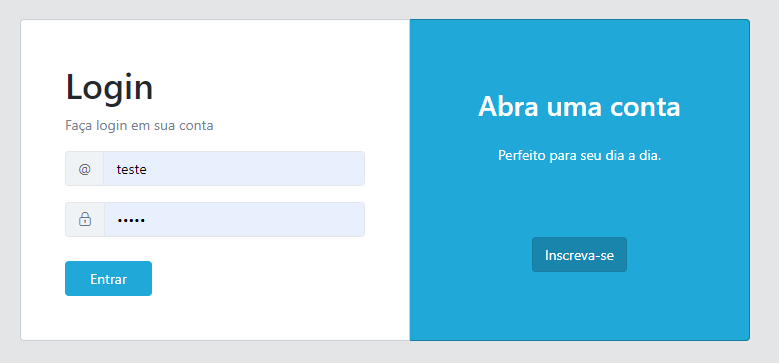 Login
Faça login em sua conta
@ teste
•••••
Entrar
Abra uma conta
Perfeito para seu dia a dia.
Inscreva-se